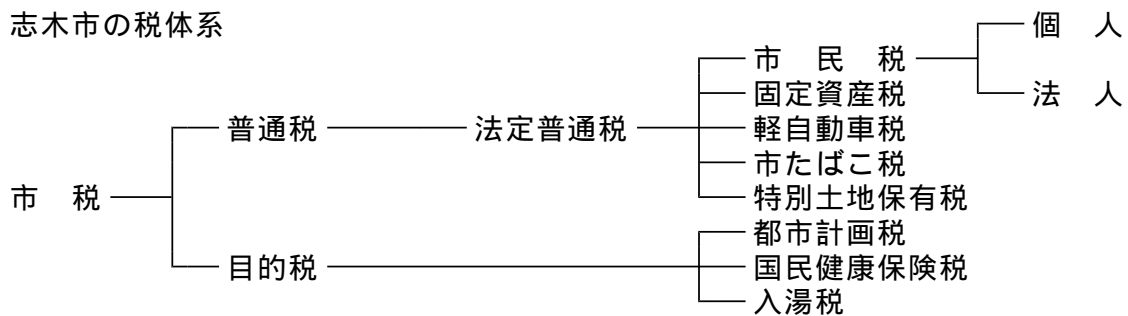 志木市の税体系
個　人
市　民　税
固定資産税
法　人
普通税　法定普通税　軽自動車税
市たばこ税
市　税　特別土地保有税
都市計画税
目的税　国民健康保険税
入湯税